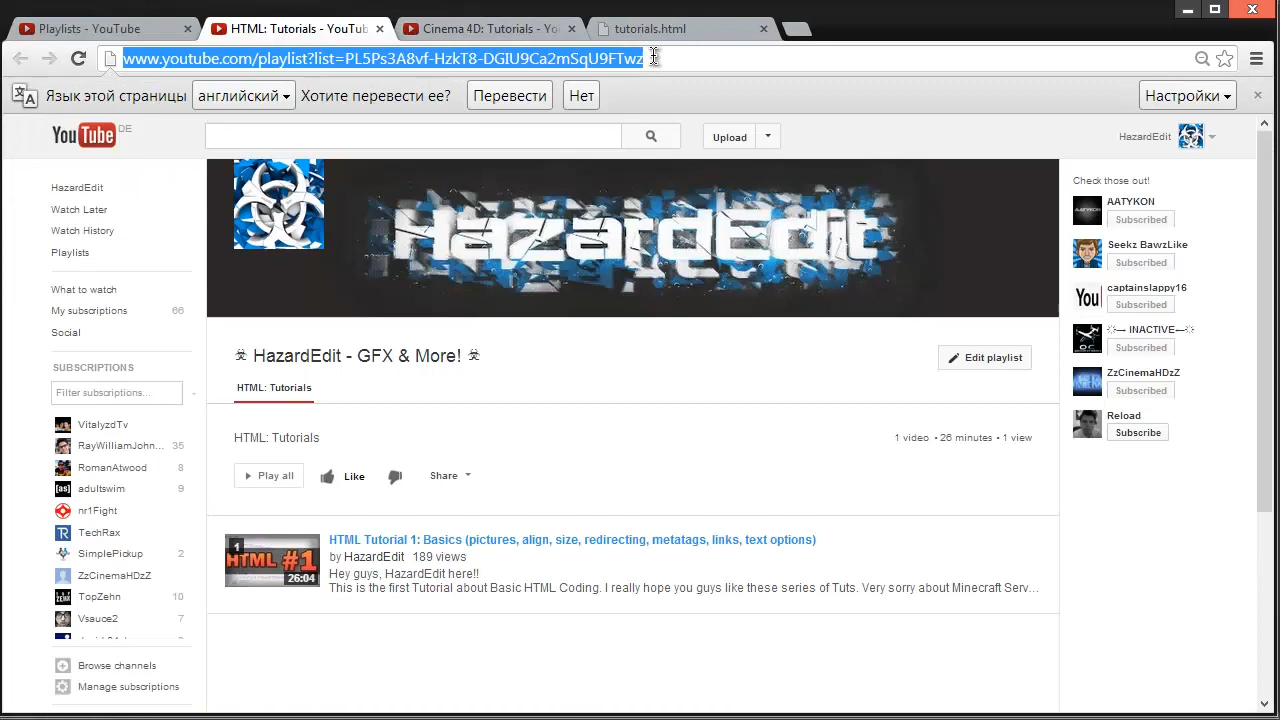 Playlists - YouTube
HTML: Tutorials - YouTub
Cinema 4D: Tutorials - Yo
tutorials.html
www.youtube.com/playlist?list=PL5Ps3A8vf-HzkT8-DGIU9Ca2mSqU9FTwz
Язык этой страницы английский Хотите перевести ее? Перевести Нет Настройки
YouTube DE
Upload
HazardEdit
HazardEdit
Watch Later
Watch History
Playlists
What to watch
My subscriptions 66
Social
SUBSCRIPTIONS
Filter subscriptions...
VitalyzdTv
RayWilliamJohn... 35
RomanAtwood 8
adultswim 9
nr1Fight
TechRax
SimplePickup 2
ZzCinemaHDzZ
TopZehn 10
Vsauce2 7
Browse channels
Manage subscriptions
HazardEdit
☣ HazardEdit - GFX & More! ☣
Edit playlist
HTML: Tutorials
HTML: Tutorials
1 video • 26 minutes • 1 view
Play all
Like
Share
1
HTML #1
26:04
HTML Tutorial 1: Basics (pictures, align, size, redirecting, metatags, links, text options)
by HazardEdit 189 views
Hey guys, HazardEdit here!!
This is the first Tutorial about Basic HTML Coding. I really hope you guys like these series of Tuts. Very sorry about Minecraft Serv...
Check those out!
AATYKON
Subscribed
Seekz BawzLike
Subscribed
You
captainslappy16
Subscribed
INACTIVE
Subscribed
ZzCinemaHDzZ
Subscribed
Reload
Subscribe